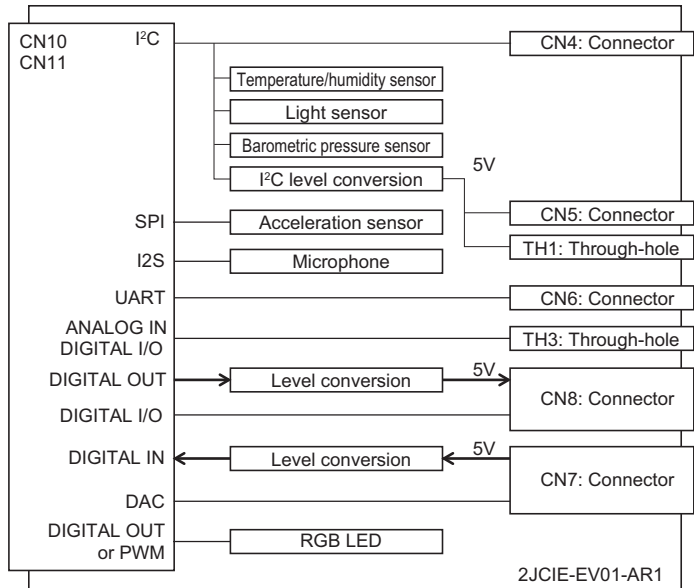 CN10
CN11
I²C
CN4: Connector
Temperature/humidity sensor
Light sensor
Barometric pressure sensor
I²C level conversion
5V
CN5: Connector
SPI
Acceleration sensor
TH1: Through-hole
I2S
Microphone
UART
CN6: Connector
ANALOG IN
DIGITAL I/O
TH3: Through-hole
DIGITAL OUT
Level conversion
5V
CN8: Connector
DIGITAL I/O
DIGITAL IN
Level conversion
5V
CN7: Connector
DAC
DIGITAL OUT
or PWM
RGB LED
2JCIE-EV01-AR1